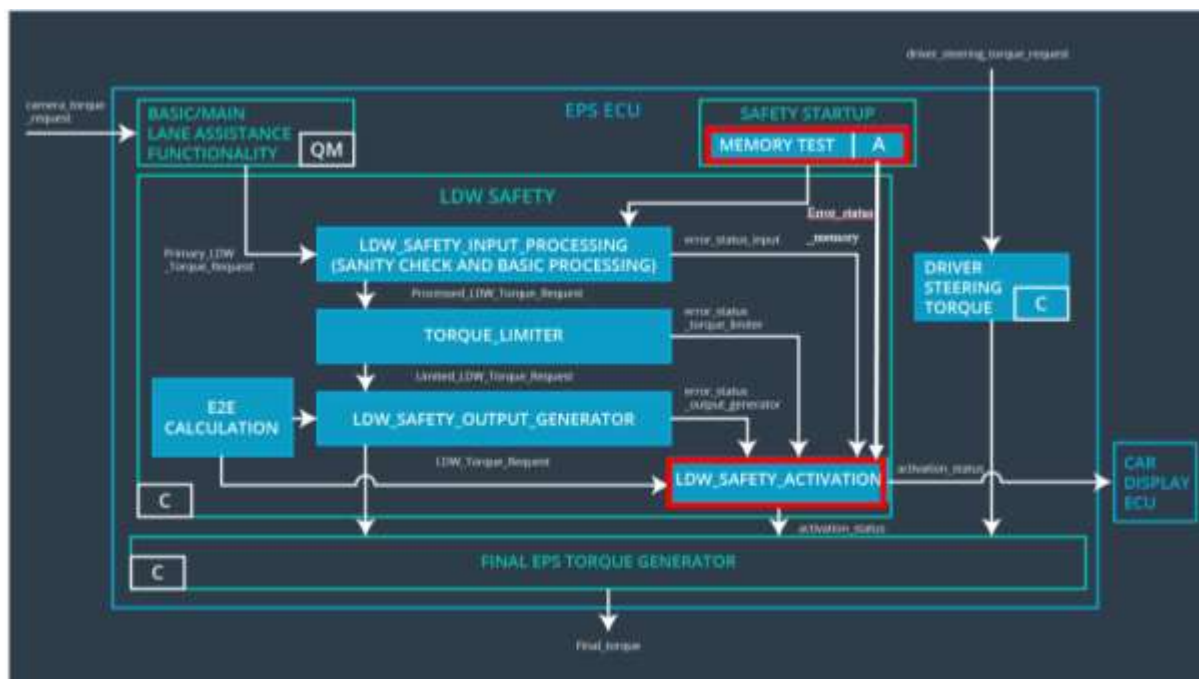 driver_steering_torque_request
camera_torque
_request
BASIC/MAIN
LANE ASSISTANCE
FUNCTIONALITY
QM
EPS ECU
SAFETY STARTUP
MEMORY TEST
A
LDW SAFETY
Error_status
_memory
Primary_LDW
_Torque_Request
LDW_SAFETY_INPUT_PROCESSING
(SANITY CHECK AND BASIC PROCESSING)
error_status_input
DRIVER
STEERING
TORQUE
C
Processed_LDW_Torque_Request
TORQUE_LIMITER
error_status
_torque_limiter
Limited_LDW_Torque_Request
E2E
CALCULATION
LDW_SAFETY_OUTPUT_GENERATOR
error_status
_output_generator
LDW_Torque_Request
LDW_SAFETY_ACTIVATION
activation_status
CAR
DISPLAY
ECU
C
activation_status
C
FINAL EPS TORQUE GENERATOR
Final_torque